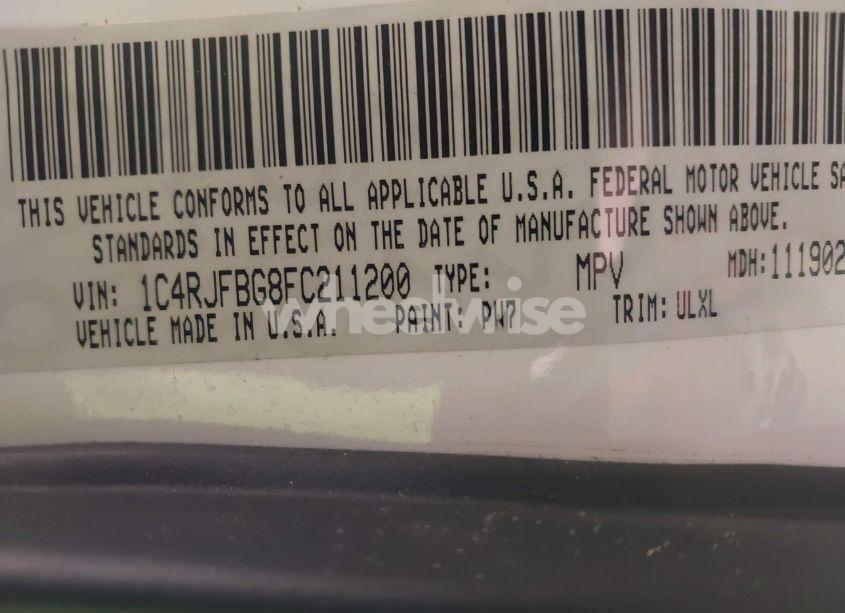 THIS VEHICLE CONFORMS TO ALL APPLICABLE U.S.A. FEDERAL MOTOR VEHICLE SA
STANDARDS IN EFFECT ON THE DATE OF MANUFACTURE SHOWN ABOVE.
VIN: 1C4RJFBG8FC211200 TYPE: MPV MDH:111902
VEHICLE MADE IN U.S.A. PAINT: PW7 TRIM: ULXL
wheelwise